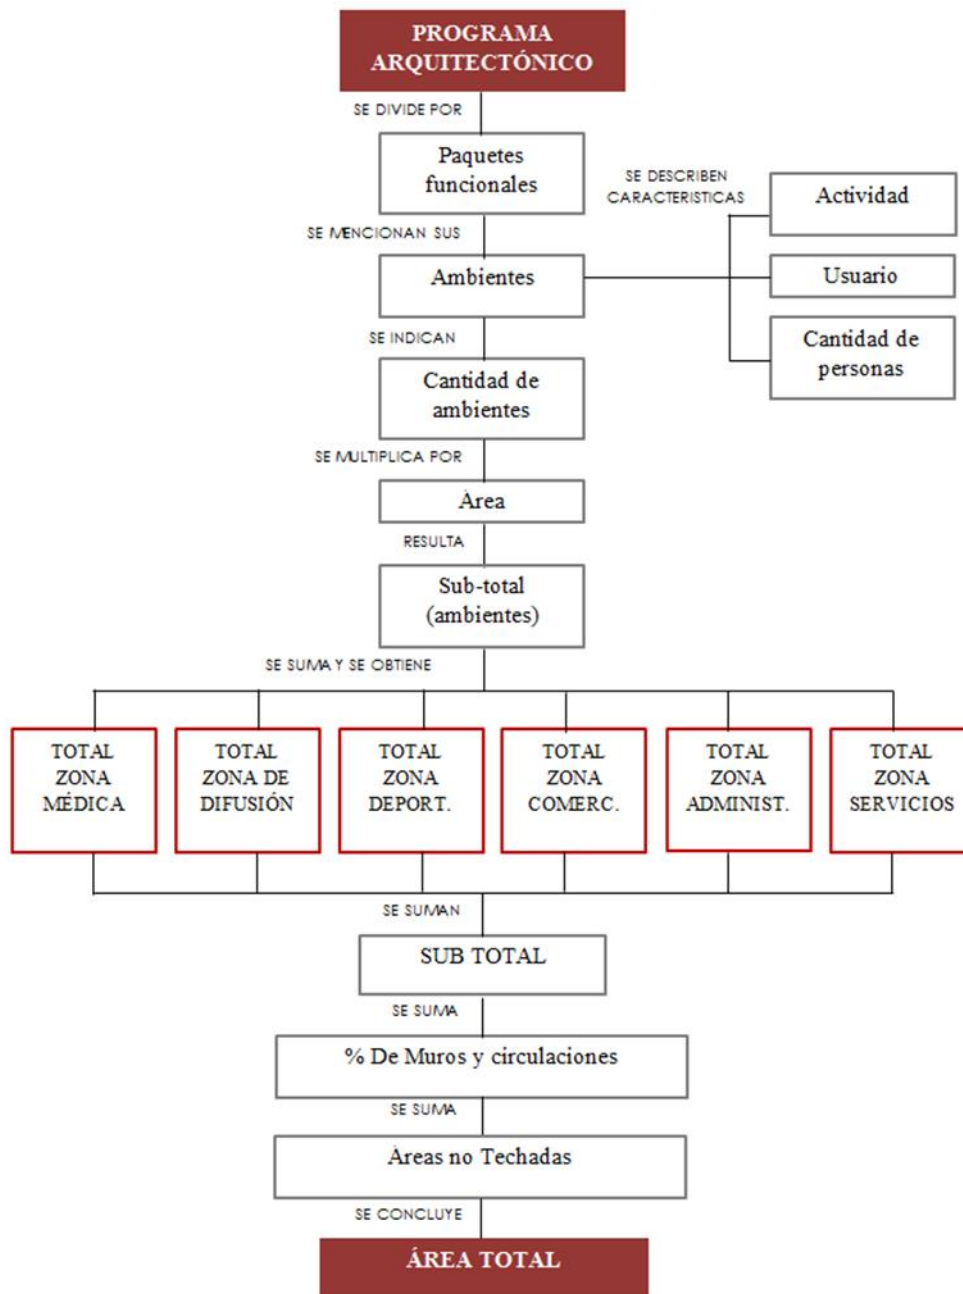 PROGRAMA
ARQUITECTÓNICO
SE DIVIDE POR
Paquetes
funcionales
SE DESCRIBEN
CARACTERISTICAS
Actividad
SE MENCIONAN SUS
Ambientes
Usuario
SE INDICAN
Cantidad de
personas
Cantidad de
ambientes
SE MULTIPLICA POR
Área
RESULTA
Sub-total
(ambientes)
SE SUMA Y SE OBTIENE
TOTAL
ZONA
MÉDICA
TOTAL
ZONA DE
DIFUSIÓN
TOTAL
ZONA
DEPORT.
TOTAL
ZONA
COMERC.
TOTAL
ZONA
ADMINIST.
TOTAL
ZONA
SERVICIOS
SE SUMAN
SUB TOTAL
SE SUMA
% De Muros y circulaciones
SE SUMA
Áreas no Techadas
SE CONCLUYE
ÁREA TOTAL